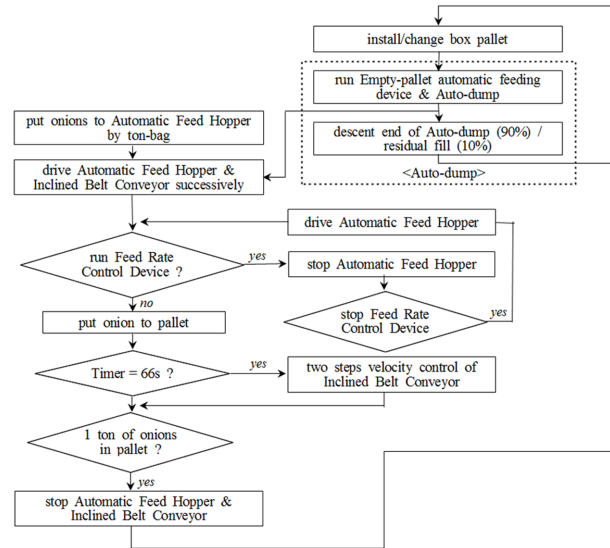 install/change box pallet
run Empty-pallet automatic feeding
device & Auto-dump
descent end of Auto-dump (90%) /
residual fill (10%)
<Auto-dump>
put onions to Automatic Feed Hopper
by ton-bag
drive Automatic Feed Hopper &
Inclined Belt Conveyor successively
drive Automatic Feed Hopper
run Feed Rate
Control Device ?
yes
stop Automatic Feed Hopper
no
stop Feed Rate
Control Device
yes
put onion to pallet
Timer = 66s ?
yes
two steps velocity control of
Inclined Belt Conveyor
1 ton of onions
in pallet ?
yes
stop Automatic Feed Hopper &
Inclined Belt Conveyor